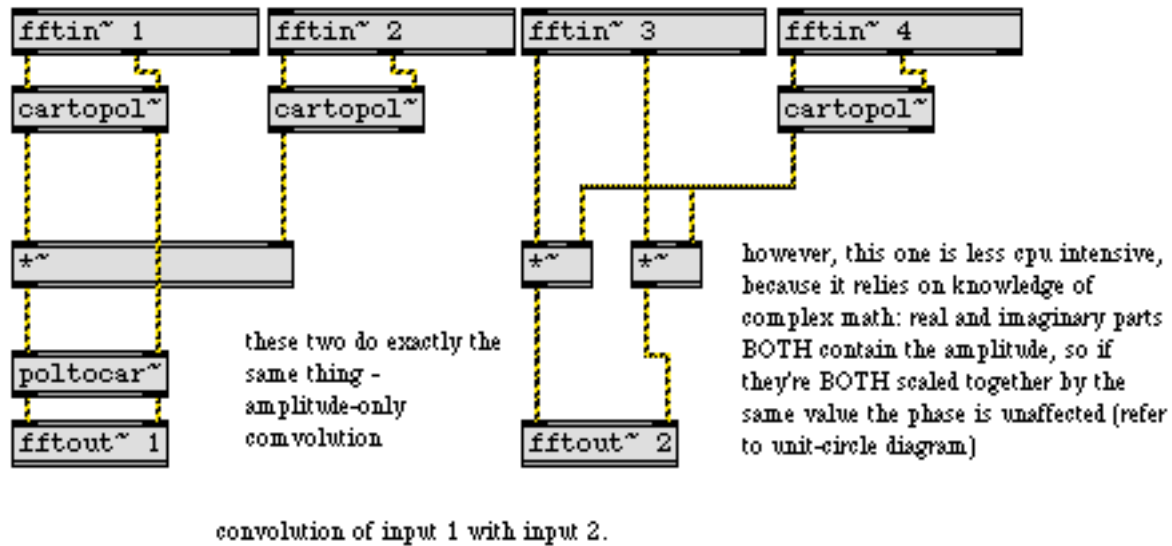 fftin~ 1
fftin~ 2
fftin~ 3
fftin~ 4
cartopol~
cartopol~
cartopol~
*~
*~
*~
however, this one is less cpu intensive,
because it relies on knowledge of
complex math: real and imaginary parts
BOTH contain the amplitude, so if
they're BOTH scaled together by the
same value the phase is unaffected (refer
to unit-circle diagram)
these two do exactly the
same thing -
amplitude-only
comvolution
poltocar~
fftout~ 1
fftout~ 2
convolution of input 1 with input 2.